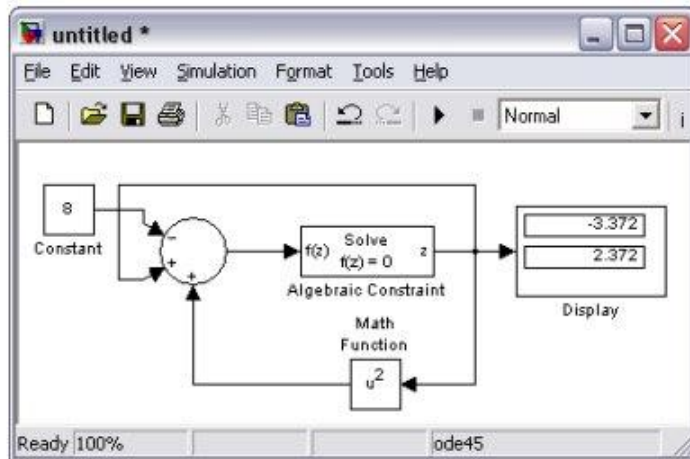 untitled *
File Edit View Simulation Format Tools Help
Normal
8
Constant
-
+
+
f(z) Solve z
f(z) = 0
Algebraic Constraint
-3.372
2.372
Display
Math
Function
u²
Ready 100% ode45